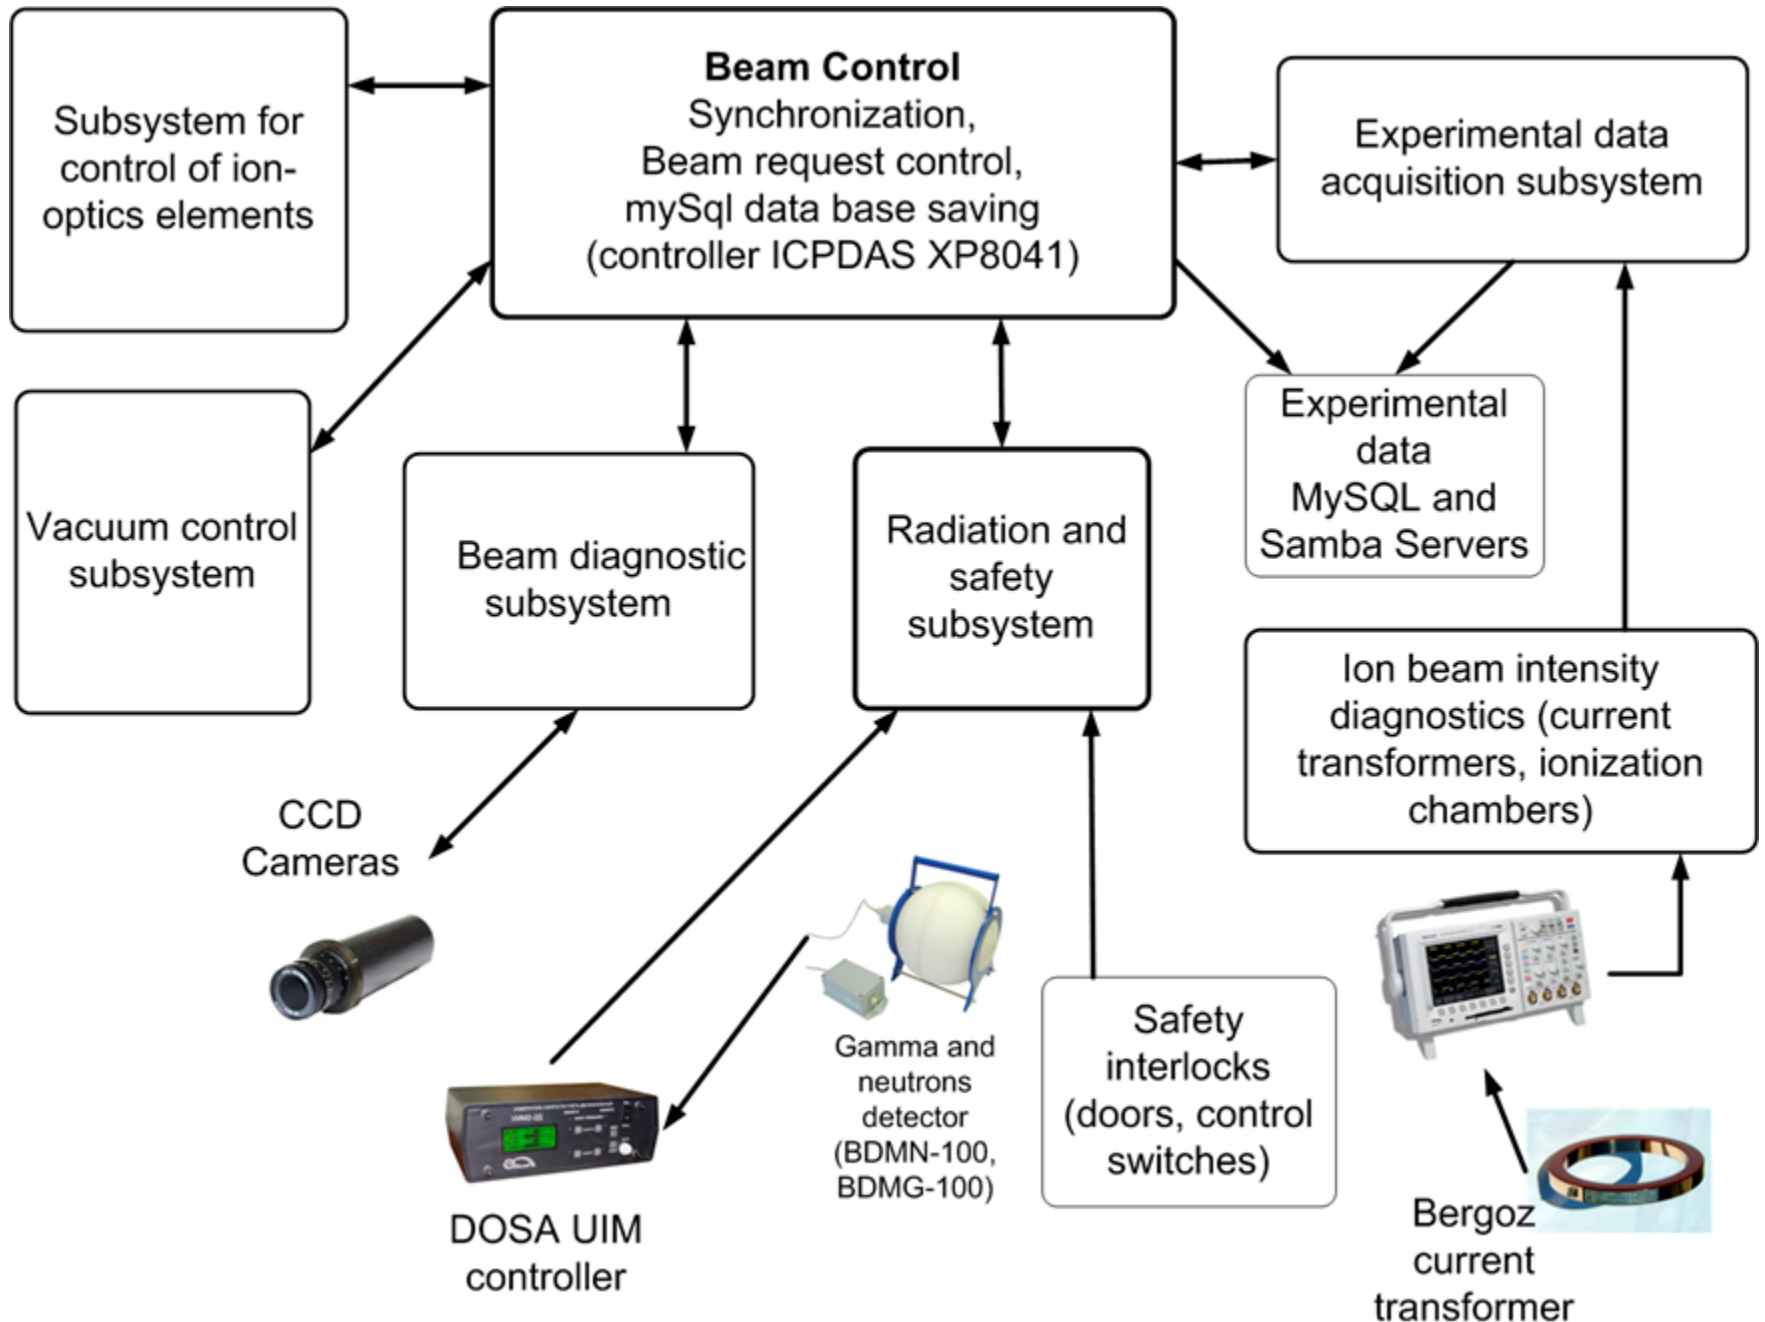 Beam Control
Synchronization,
Beam request control,
mySql data base saving
(controller ICPDAS XP8041)
Subsystem for
control of ion-
optics elements
Experimental data
acquisition subsystem
Vacuum control
subsystem
Beam diagnostic
subsystem
Radiation and
safety
subsystem
Experimental
data
MySQL and
Samba Servers
Ion beam intensity
diagnostics (current
transformers, ionization
chambers)
CCD
Cameras
Gamma and
neutrons
detector
(BDMN-100,
BDMG-100)
Safety
interlocks
(doors, control
switches)
DOSA UIM
controller
Bergoz
current
transformer